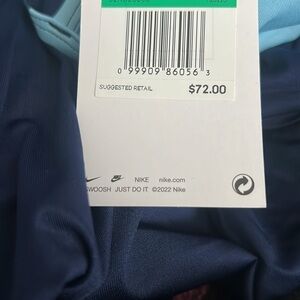 0 99909 86056 3
SUGGESTED RETAIL
$72.00
NIKE nike.com
SWOOSH JUST DO IT. ©2022 Nike